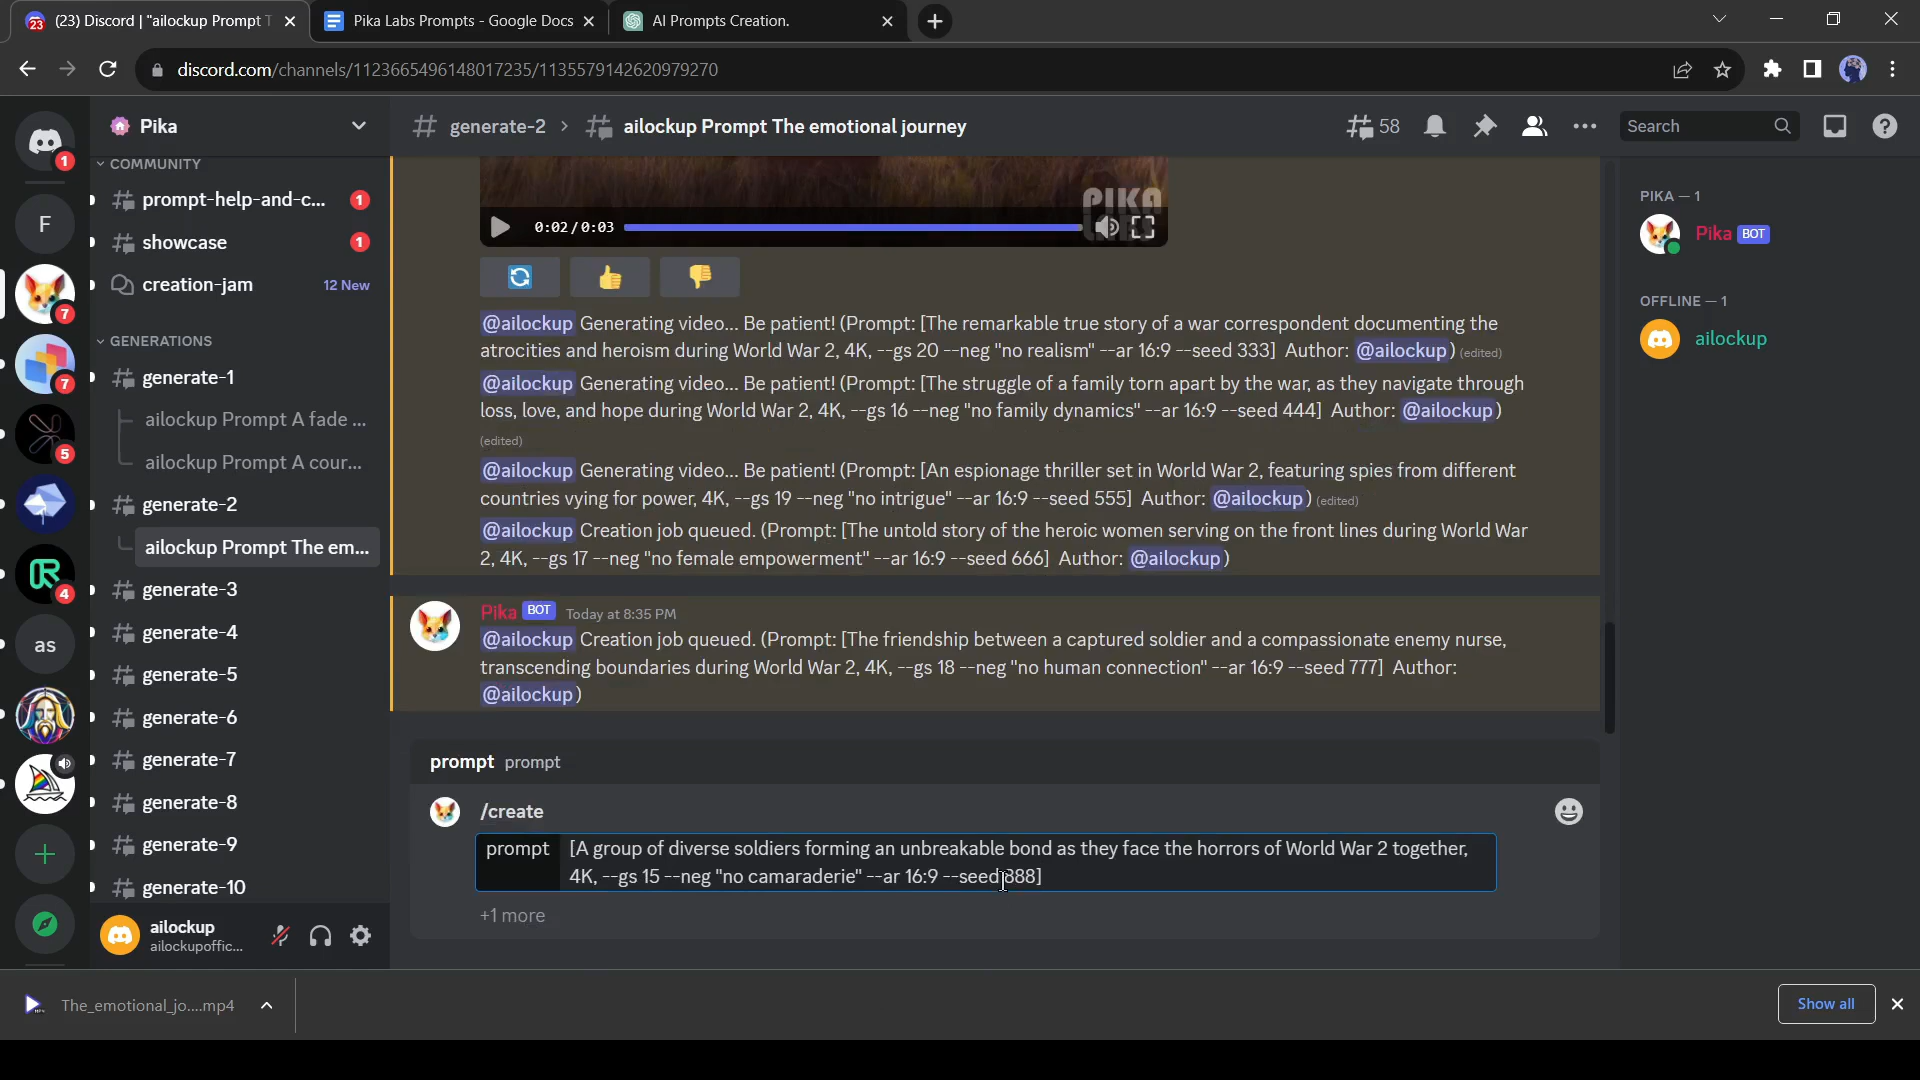 (23) Discord | "ailockup Prompt T
Pika Labs Prompts - Google Docs
AI Prompts Creation.
discord.com/channels/1123665496148017235/1135579142620979270
1
F
7
7
5
4
as
Pika
COMMUNITY
prompt-help-and-c... 1
showcase 1
creation-jam 12 New
GENERATIONS
generate-1
ailockup Prompt A fade ...
ailockup Prompt A cour...
generate-2
ailockup Prompt The em...
generate-3
generate-4
generate-5
generate-6
generate-7
generate-8
generate-9
generate-10
ailockup
ailockupoffic...
generate-2 > ailockup Prompt The emotional journey
58
Search
PIKA
LABS
0:02/0:03
@ailockup Generating video... Be patient! (Prompt: [The remarkable true story of a war correspondent documenting the
atrocities and heroism during World War 2, 4K, --gs 20 --neg "no realism" --ar 16:9 --seed 333] Author: @ailockup) (edited)
@ailockup Generating video... Be patient! (Prompt: [The struggle of a family torn apart by the war, as they navigate through
loss, love, and hope during World War 2, 4K, --gs 16 --neg "no family dynamics" --ar 16:9 --seed 444] Author: @ailockup)
(edited)
@ailockup Generating video... Be patient! (Prompt: [An espionage thriller set in World War 2, featuring spies from different
countries vying for power, 4K, --gs 19 --neg "no intrigue" --ar 16:9 --seed 555] Author: @ailockup) (edited)
@ailockup Creation job queued. (Prompt: [The untold story of the heroic women serving on the front lines during World War
2, 4K, --gs 17 --neg "no female empowerment" --ar 16:9 --seed 666] Author: @ailockup)
Pika BOT Today at 8:35 PM
@ailockup Creation job queued. (Prompt: [The friendship between a captured soldier and a compassionate enemy nurse,
transcending boundaries during World War 2, 4K, --gs 18 --neg "no human connection" --ar 16:9 --seed 777] Author:
@ailockup)
prompt prompt
/create
prompt [A group of diverse soldiers forming an unbreakable bond as they face the horrors of World War 2 together,
4K, --gs 15 --neg "no camaraderie" --ar 16:9 --seed 888]
+1 more
PIKA — 1
Pika BOT
OFFLINE — 1
ailockup
The_emotional_jo....mp4
Show all